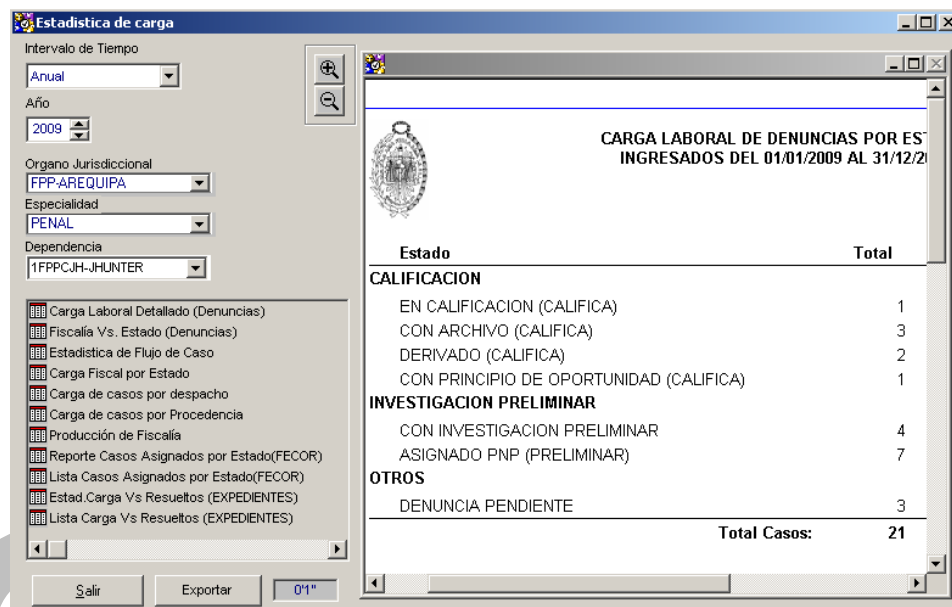 Estadistica de carga
Intervalo de Tiempo
Anual
Año
2009
Organo Jurisdiccional
FPP-AREQUIPA
Especialidad
PENAL
Dependencia
1FPPCJH-JHUNTER
Carga Laboral Detallado (Denuncias)
Fiscalía Vs. Estado (Denuncias)
Estadistica de Flujo de Caso
Carga Fiscal por Estado
Carga de casos por despacho
Carga de casos por Procedencia
Producción de Fiscalía
Reporte Casos Asignados por Estado(FECOR)
Lista Casos Asignados por Estado(FECOR)
Estad.Carga Vs Resueltos (EXPEDIENTES)
Lista Carga Vs Resueltos (EXPEDIENTES)
Salir
Exportar
0'1"
CARGA LABORAL DE DENUNCIAS POR EST
INGRESADOS DEL 01/01/2009 AL 31/12/2
Estado Total
CALIFICACION
EN CALIFICACION (CALIFICA) 1
CON ARCHIVO (CALIFICA) 3
DERIVADO (CALIFICA) 2
CON PRINCIPIO DE OPORTUNIDAD (CALIFICA) 1
INVESTIGACION PRELIMINAR
CON INVESTIGACION PRELIMINAR 4
ASIGNADO PNP (PRELIMINAR) 7
OTROS
DENUNCIA PENDIENTE 3
Total Casos: 21